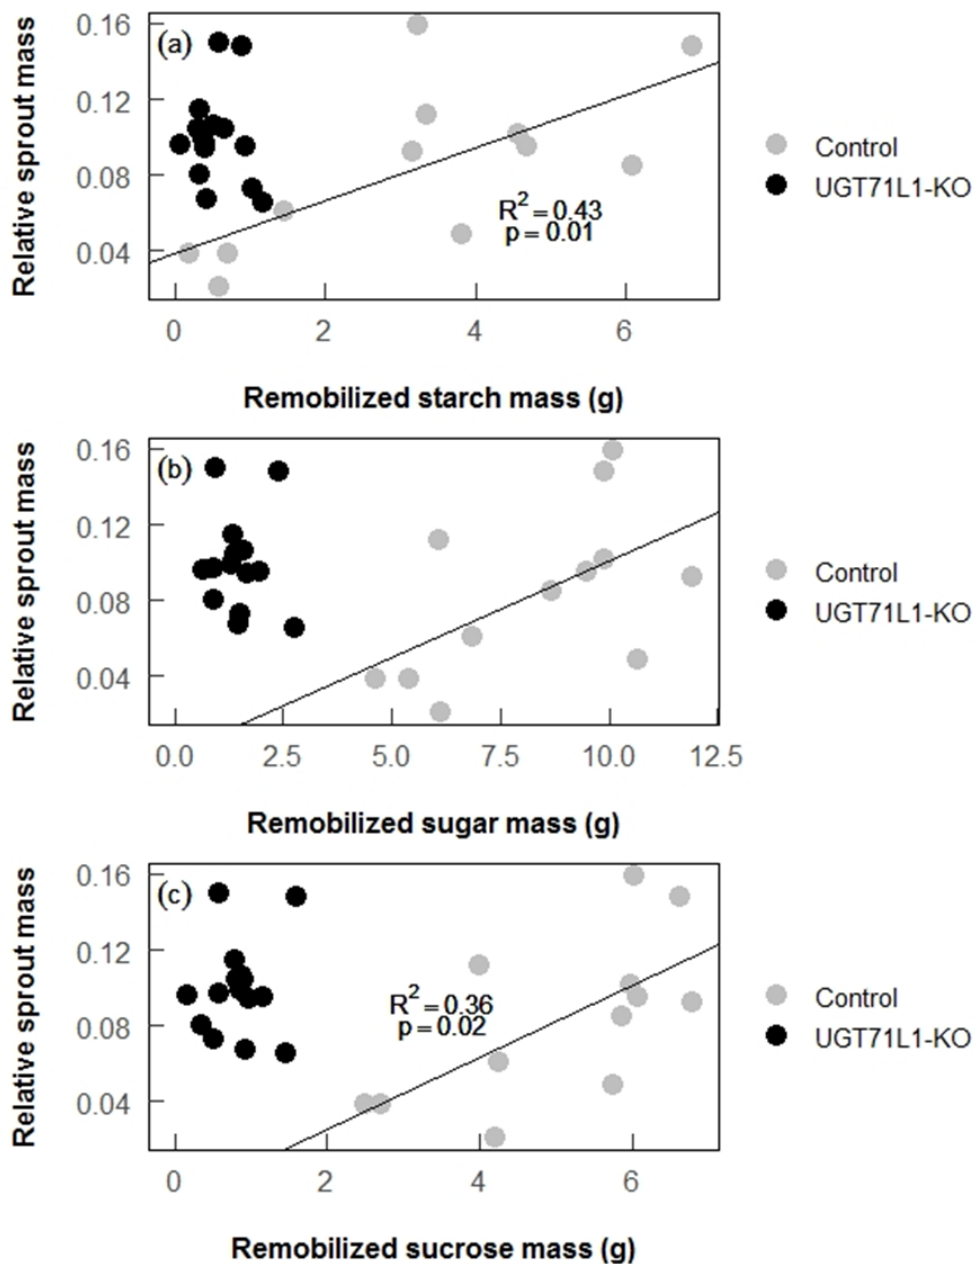 Relative sprout mass
0.16
0.12
0.08
0.04
(a)
R² = 0.43
p = 0.01
0 2 4 6
Remobilized starch mass (g)
Control
UGT71L1-KO
Relative sprout mass
0.16
0.12
0.08
0.04
(b)
0.0 2.5 5.0 7.5 10.0 12.5
Remobilized sugar mass (g)
Control
UGT71L1-KO
Relative sprout mass
0.16
0.12
0.08
0.04
(c)
R² = 0.36
p = 0.02
0 2 4 6
Remobilized sucrose mass (g)
Control
UGT71L1-KO